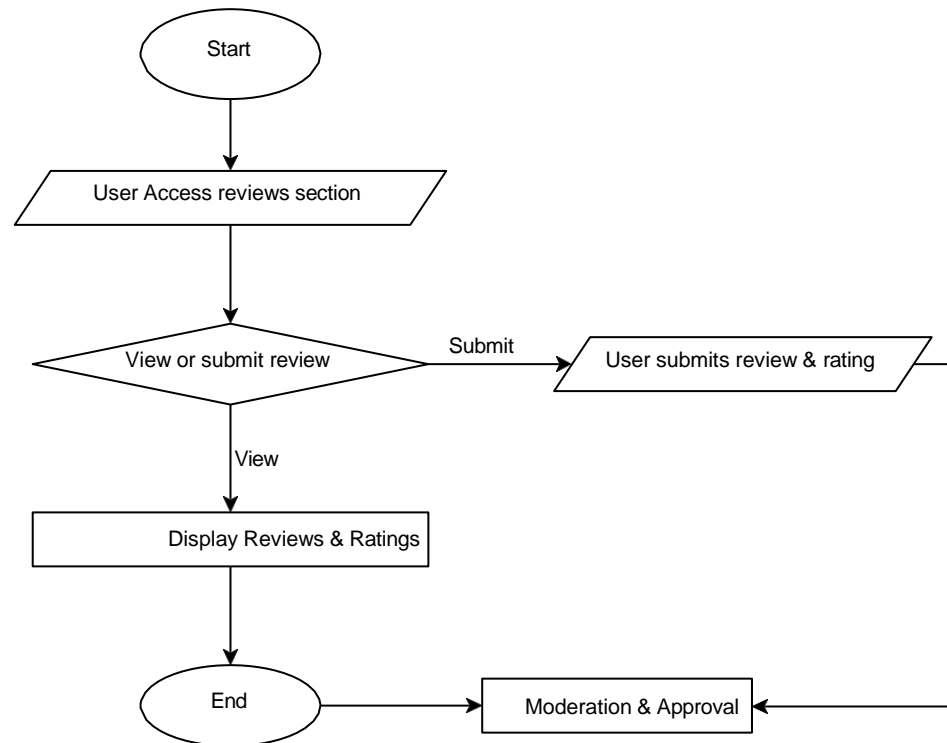 Start
User Access reviews section
View or submit review
Submit
User submits review & rating
View
Display Reviews & Ratings
End
Moderation & Approval